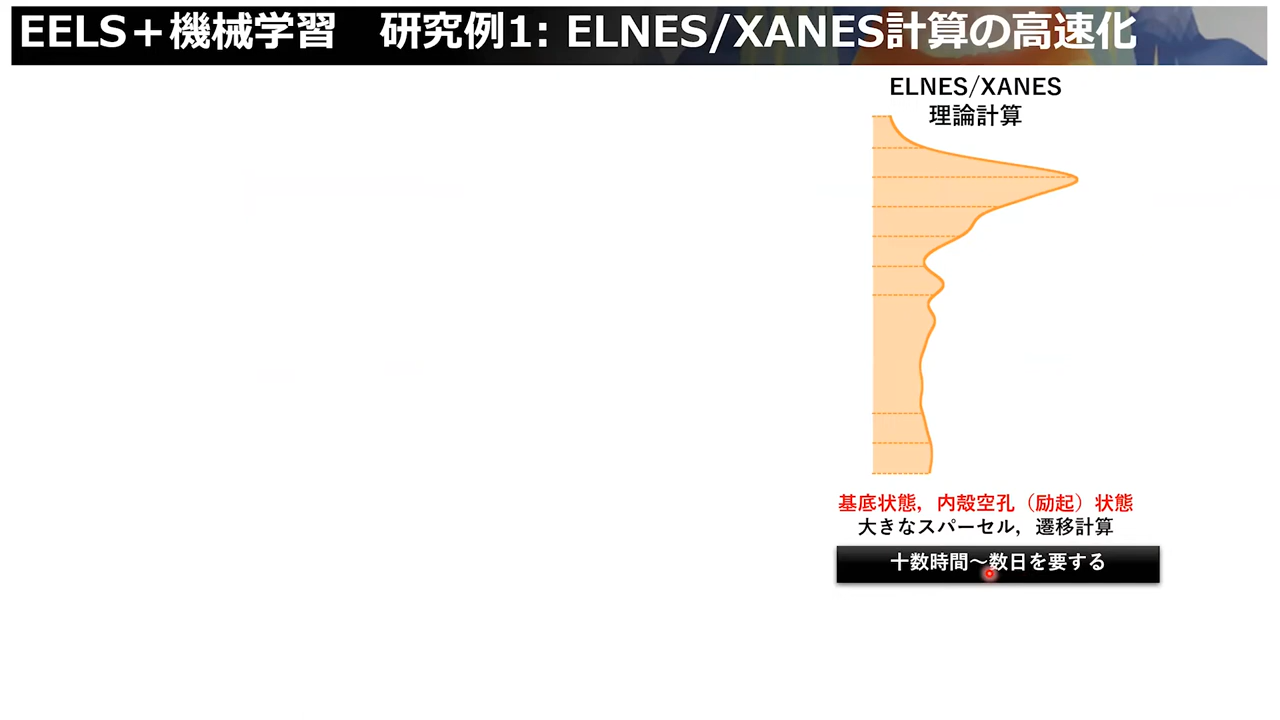 EELS＋機械学習　研究例1: ELNES/XANES計算の高速化
ELNES/XANES
理論計算
基底状態，内殻空孔（励起）状態
大きなスパーセル，遷移計算
十数時間～数日を要する